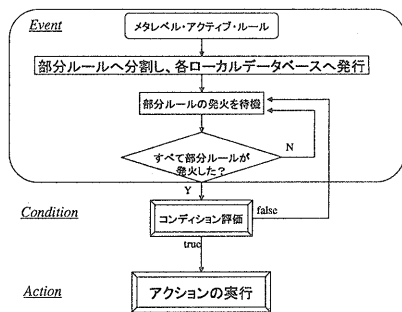 Event
メタレベル・アクティブ・ルール
部分ルールへ分割し、各ローカルデータベースへ発行
部分ルールの発火を待機
すべて部分ルールが
発火した？
N
Y
Condition
コンディション評価
false
true
Action
アクションの実行